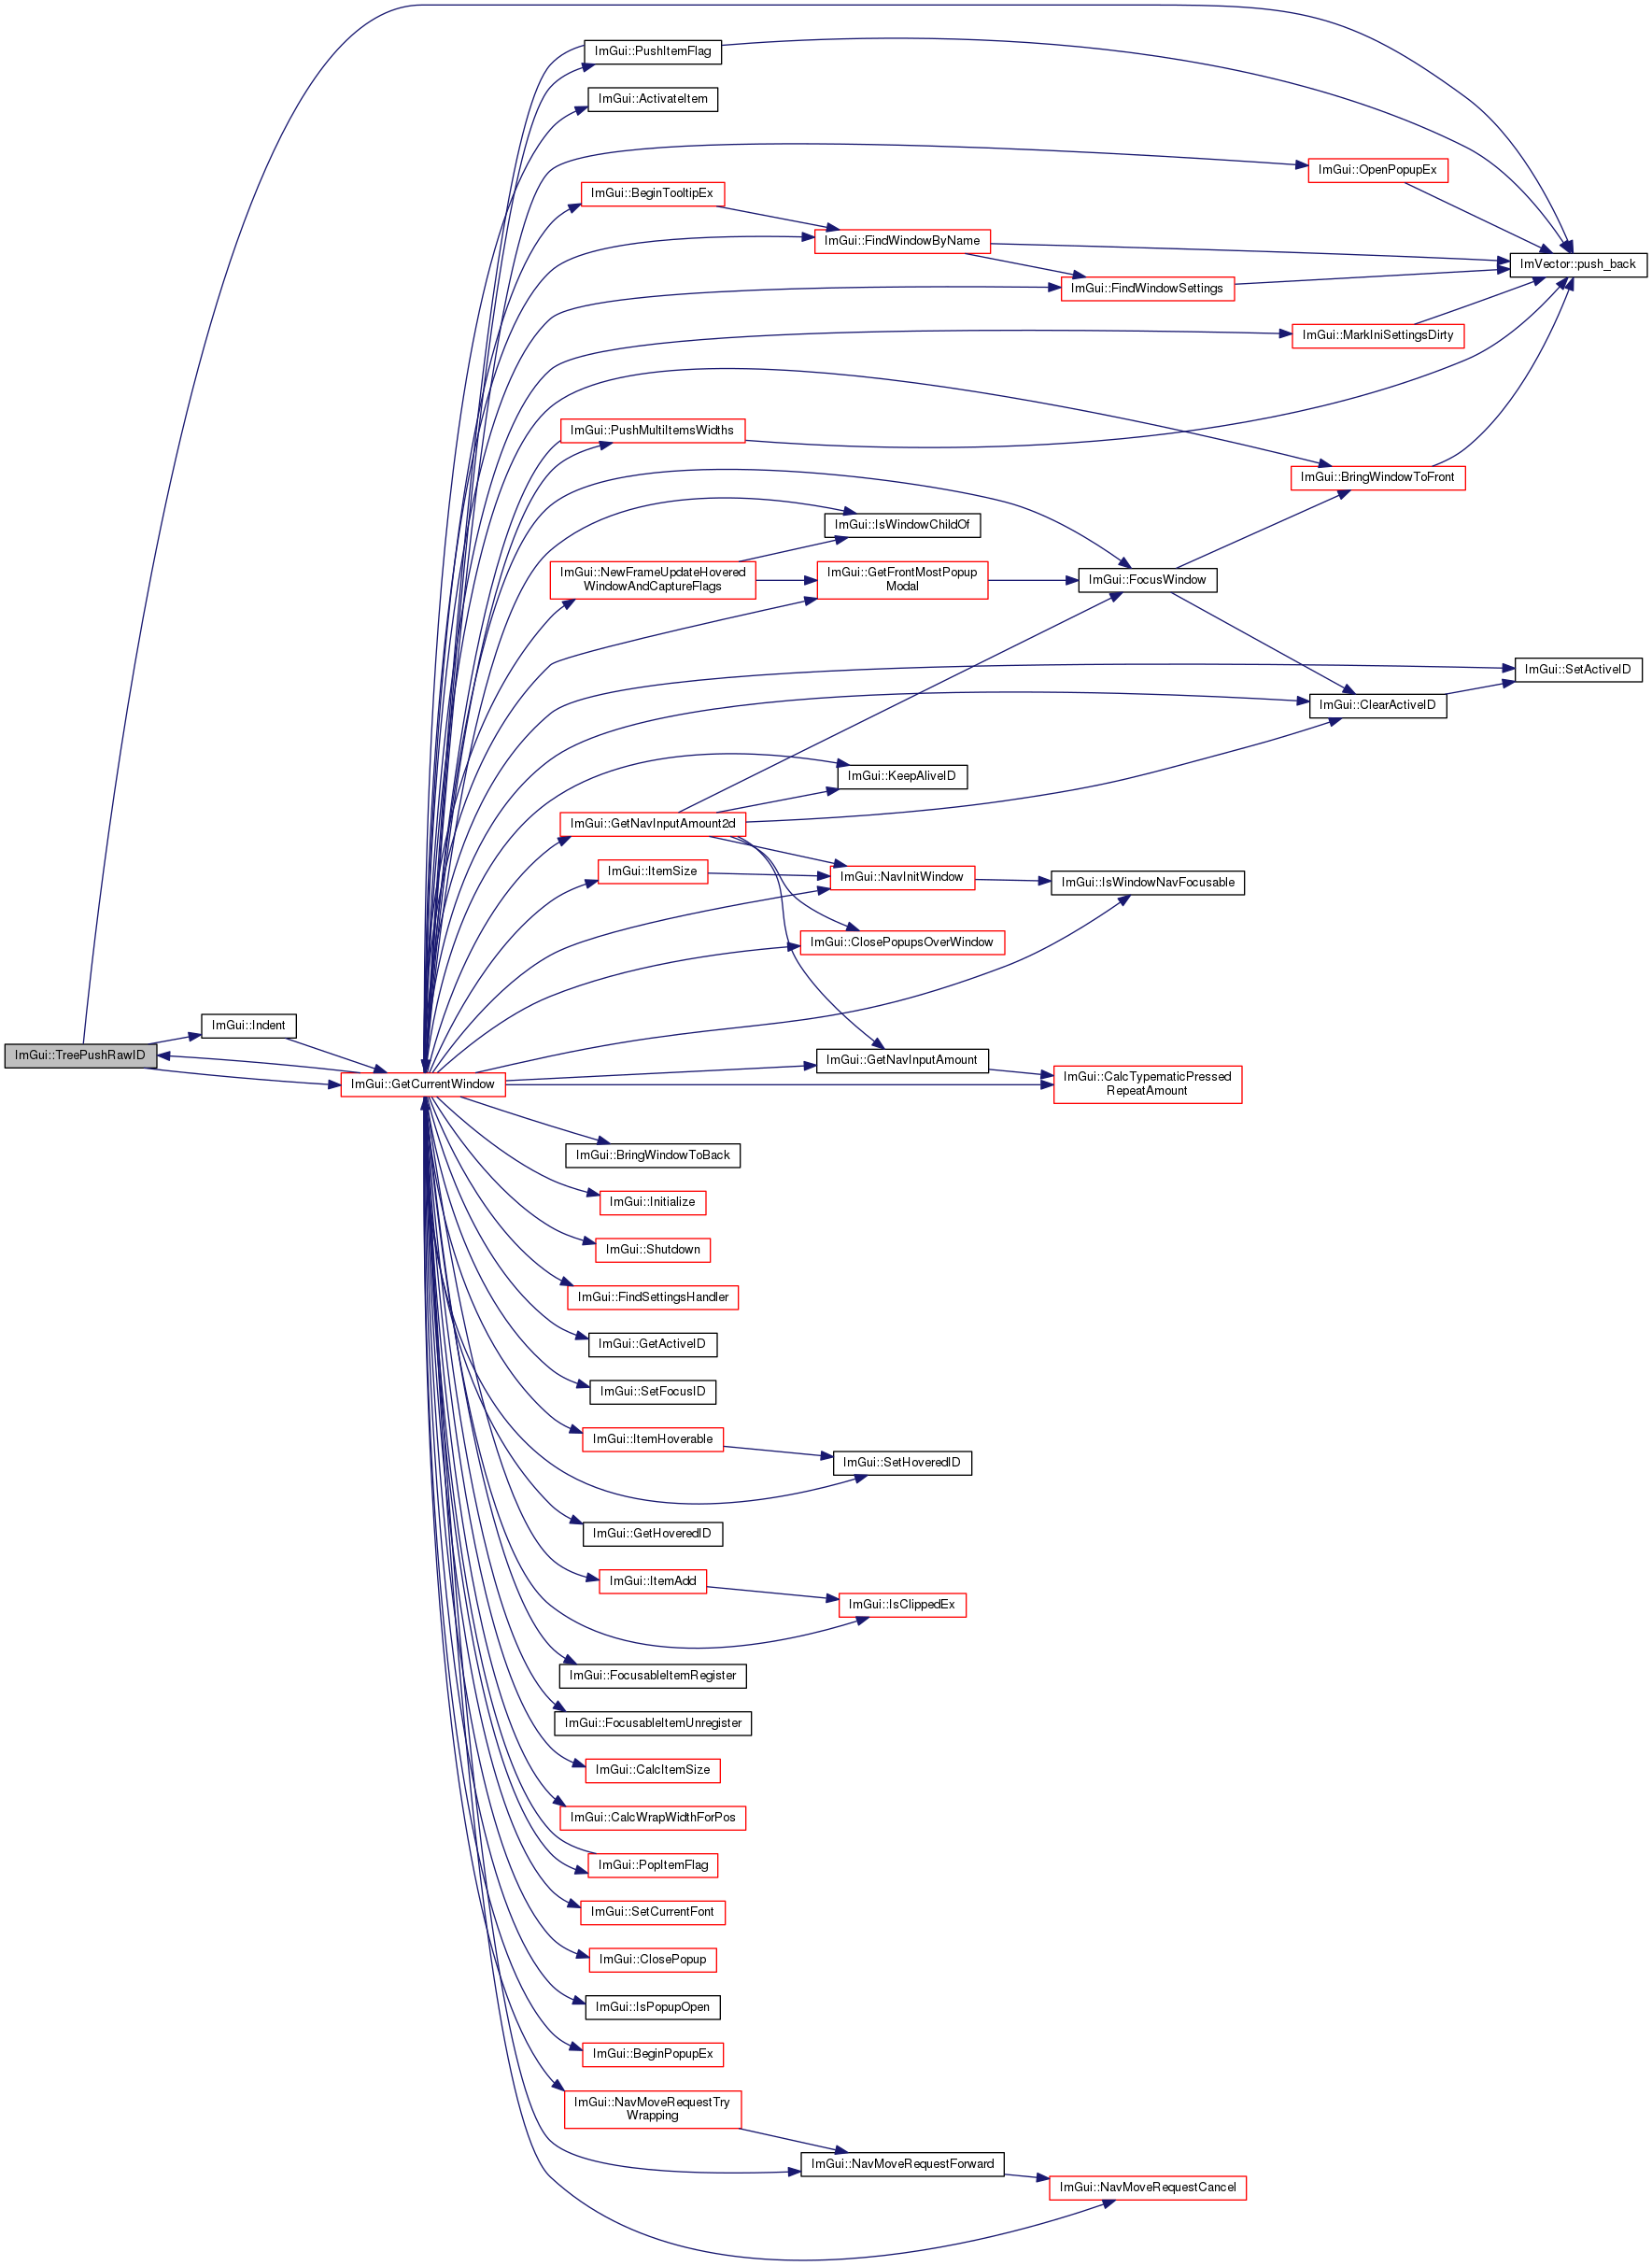 ImGui::PushItemFlag
ImGui::ActivateItem
ImGui::OpenPopupEx
ImGui::BeginTooltipEx
ImGui::FindWindowByName
ImVector::push_back
ImGui::FindWindowSettings
ImGui::MarkIniSettingsDirty
ImGui::PushMultiItemsWidths
ImGui::BringWindowToFront
ImGui::IsWindowChildOf
ImGui::NewFrameUpdateHovered
WindowAndCaptureFlags
ImGui::GetFrontMostPopup
Modal
ImGui::FocusWindow
ImGui::SetActiveID
ImGui::ClearActiveID
ImGui::KeepAliveID
ImGui::GetNavInputAmount2d
ImGui::ItemSize
ImGui::NavInitWindow
ImGui::IsWindowNavFocusable
ImGui::ClosePopupsOverWindow
ImGui::Indent
ImGui::TreePushRawID
ImGui::GetCurrentWindow
ImGui::GetNavInputAmount
ImGui::CalcTypematicPressed
RepeatAmount
ImGui::BringWindowToBack
ImGui::Initialize
ImGui::Shutdown
ImGui::FindSettingsHandler
ImGui::GetActiveID
ImGui::SetFocusID
ImGui::ItemHoverable
ImGui::SetHoveredID
ImGui::GetHoveredID
ImGui::ItemAdd
ImGui::IsClippedEx
ImGui::FocusableItemRegister
ImGui::FocusableItemUnregister
ImGui::CalcItemSize
ImGui::CalcWrapWidthForPos
ImGui::PopItemFlag
ImGui::SetCurrentFont
ImGui::ClosePopup
ImGui::IsPopupOpen
ImGui::BeginPopupEx
ImGui::NavMoveRequestTry
Wrapping
ImGui::NavMoveRequestForward
ImGui::NavMoveRequestCancel